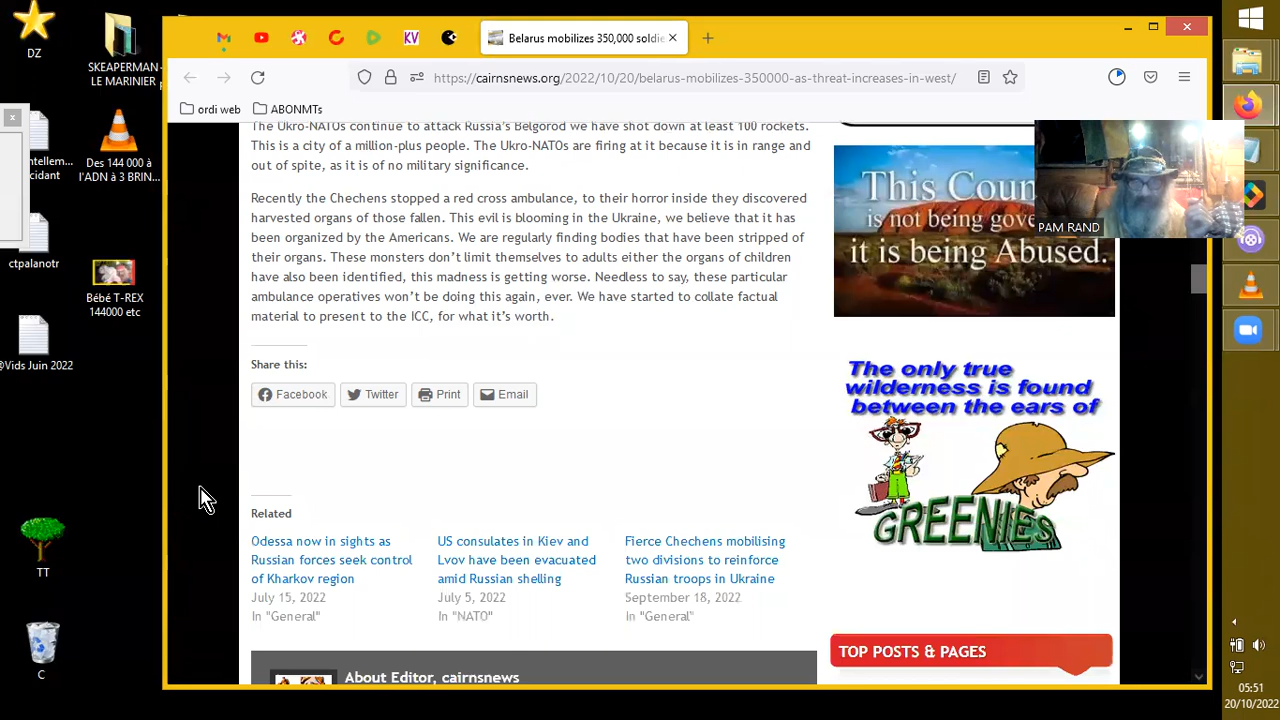 DZ
SKEAPERMAN-
LE MARINIER
Des 144 000 à
l'ADN à 3 BRIN...
ntellem...
cidant
ctpalanotr
Bébé T-REX
144000 etc
@Vids Juin 2022
TT
C
x
KV
Belarus mobilizes 350,000 soldie
https://cairnsnews.org/2022/10/20/belarus-mobilizes-350000-as-threat-increases-in-west/
ordi web
ABONMTs
The Ukro-NATOs continue to attack Russia's Belgorod we have shot down at least 100 rockets.
This is a city of a million-plus people. The Ukro-NATOs are firing at it because it is in range and
out of spite, as it is of no military significance.
Recently the Chechens stopped a red cross ambulance, to their horror inside they discovered
harvested organs of those fallen. This evil is blooming in the Ukraine, we believe that it has
been organized by the Americans. We are regularly finding bodies that have been stripped of
their organs. These monsters don't limit themselves to adults either the organs of children
have also been identified, this madness is getting worse. Needless to say, these particular
ambulance operatives won't be doing this again, ever. We have started to collate factual
material to present to the ICC, for what it's worth.
Share this:
Facebook
Twitter
Print
Email
Related
Odessa now in sights as
Russian forces seek control
of Kharkov region
July 15, 2022
In "General"
US consulates in Kiev and
Lvov have been evacuated
amid Russian shelling
July 5, 2022
In "NATO"
Fierce Chechens mobilising
two divisions to reinforce
Russian troops in Ukraine
September 18, 2022
In "General"
About Editor, cairnsnews
This Coun
is not being gove
it is being Abused.
PAM RAND
The only true
wilderness is found
between the ears of
GREENIES
TOP POSTS & PAGES
05:51
20/10/2022